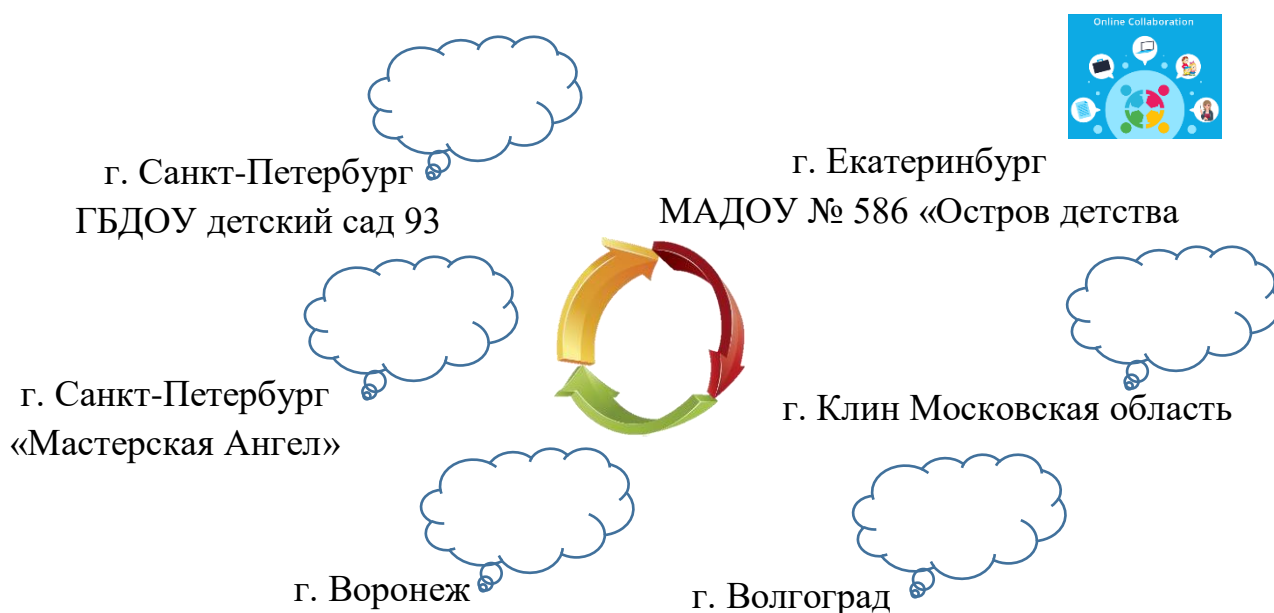 Online Collaboration
г. Санкт-Петербург
ГБДОУ детский сад 93
г. Екатеринбург
МАДОУ № 586 «Остров детства
г. Санкт-Петербург
«Мастерская Ангел»
г. Клин Московская область
г. Воронеж
г. Волгоград